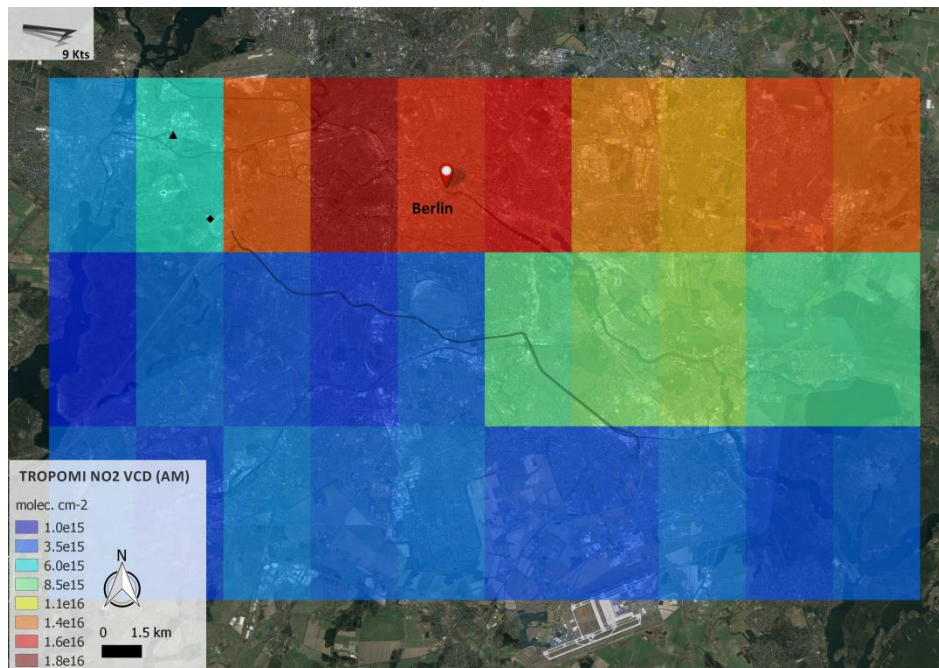 9 Kts
Berlin
TROPOMI NO2 VCD (AM)
molec. cm-2
1.0e15
3.5e15
6.0e15
8.5e15
1.1e16
1.4e16
1.6e16
1.8e16
N
0 1.5 km